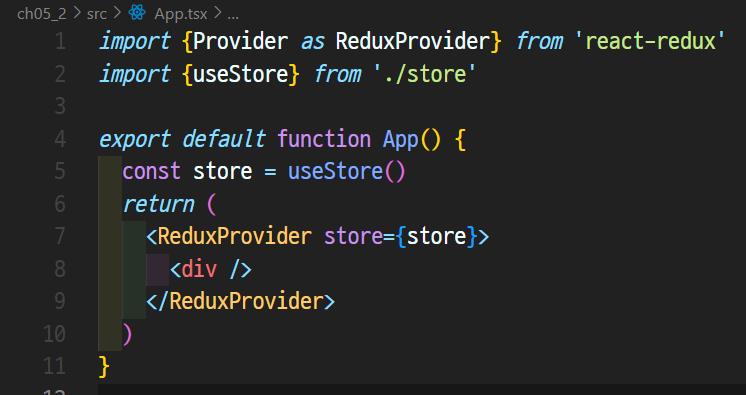 ch05_2 > src > App.tsx > ...
1 import {Provider as ReduxProvider} from 'react-redux'
2 import {useStore} from './store'
3
4 export default function App() {
5   const store = useStore()
6   return (
7     <ReduxProvider store={store}>
8       <div />
9     </ReduxProvider>
10   )
11 }
12